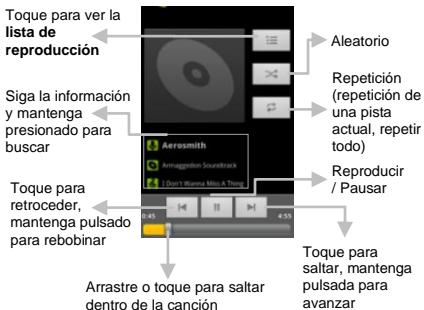 Toque para ver la
lista de
reproducción
Aleatorio
Repetición
(repetición de
una pista
actual, repetir
todo)
Siga la información
y mantenga
presionado para
buscar
Aerosmith
Armaggedon Soundtrack
I Don't Wanna Miss A Thing
Reproducir
/ Pausar
Toque para
retroceder,
mantenga pulsado
para rebobinar
0:45
4:55
Toque para
saltar, mantenga
pulsada para
avanzar
Arrastre o toque para saltar
dentro de la canción